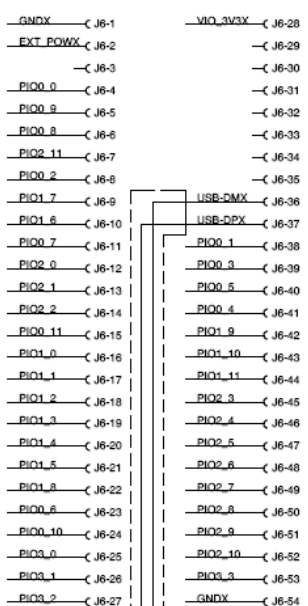 GNDX J6-1
EXT_POWX J6-2
J6-3
PIO0_0 J6-4
PIO0_9 J6-5
PIO0_8 J6-6
PIO2_11 J6-7
PIO0_2 J6-8
PIO1_7 J6-9
PIO1_6 J6-10
PIO0_7 J6-11
PIO2_0 J6-12
PIO2_1 J6-13
PIO2_2 J6-14
PIO0_11 J6-15
PIO1_0 J6-16
PIO1_1 J6-17
PIO1_2 J6-18
PIO1_3 J6-19
PIO1_4 J6-20
PIO1_5 J6-21
PIO1_8 J6-22
PIO0_6 J6-23
PIO0_10 J6-24
PIO3_0 J6-25
PIO3_1 J6-26
PIO3_2 J6-27
VIO_3V3X J6-28
J6-29
J6-30
J6-31
J6-32
J6-33
J6-34
J6-35
USB-DMX J6-36
USB-DPX J6-37
PIO0_1 J6-38
PIO0_3 J6-39
PIO0_5 J6-40
PIO0_4 J6-41
PIO1_9 J6-42
PIO1_10 J6-43
PIO1_11 J6-44
PIO2_3 J6-45
PIO2_4 J6-46
PIO2_5 J6-47
PIO2_6 J6-48
PIO2_7 J6-49
PIO2_8 J6-50
PIO2_9 J6-51
PIO2_10 J6-52
PIO3_3 J6-53
GNDX J6-54